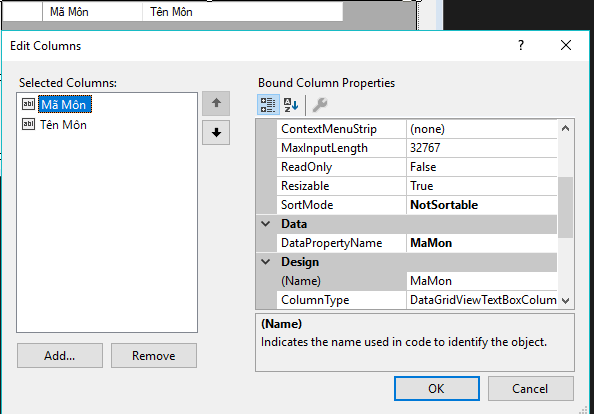 Mã Môn Tên Môn
Edit Columns ?
Selected Columns:
abl Mã Môn
abl Tên Môn
Add... Remove
Bound Column Properties
ContextMenuStrip (none)
MaxInputLength 32767
ReadOnly False
Resizable True
SortMode NotSortable
Data
DataPropertyName MaMon
Design
(Name) MaMon
ColumnType DataGridViewTextBoxColum
(Name)
Indicates the name used in code to identify the object.
OK Cancel